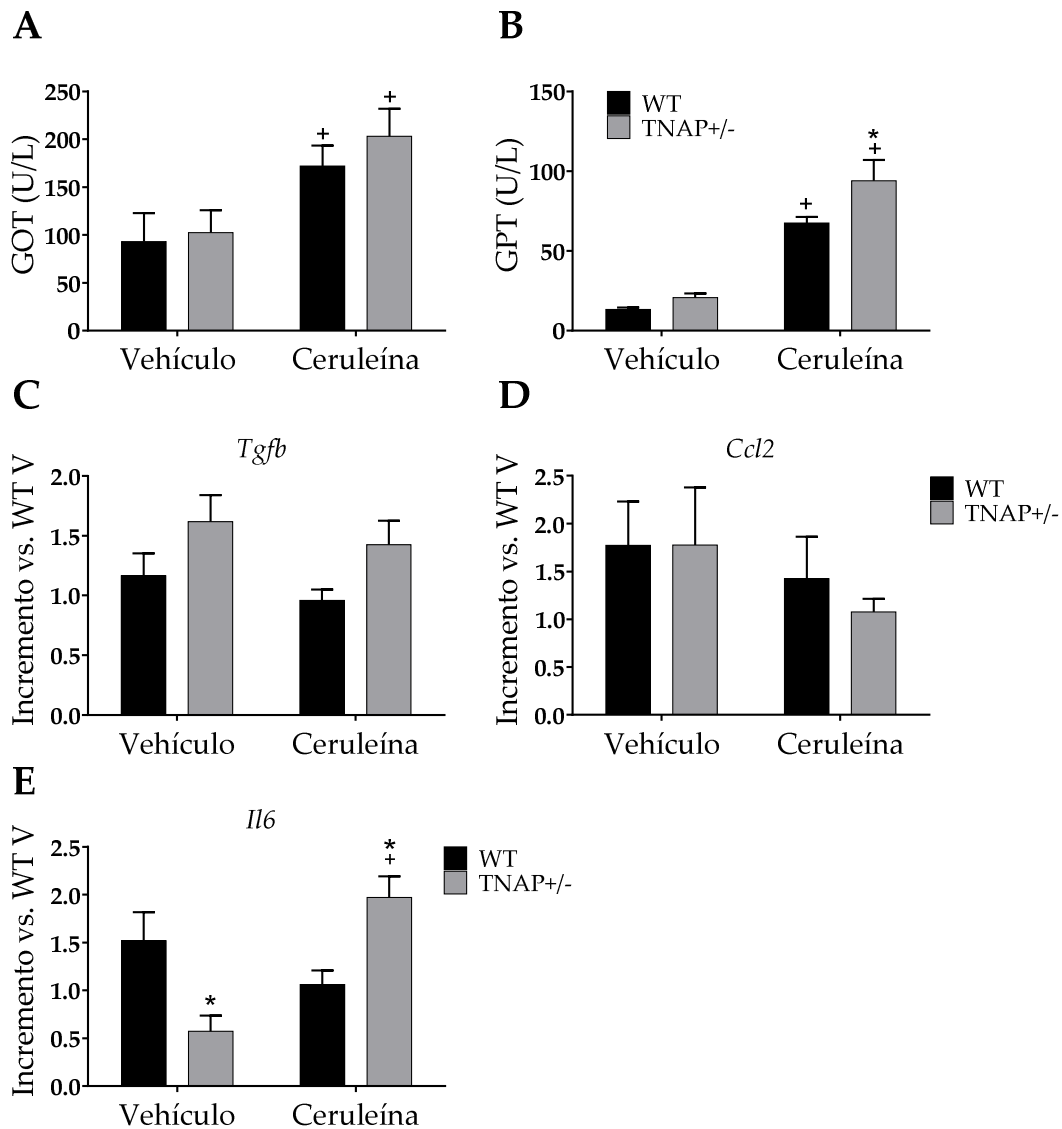 A
GOT (U/L)
250
200
150
100
50
0
+
+
Vehículo
Ceruleína
B
GPT (U/L)
150
100
50
0
WT
TNAP+/-
+
*
+
Vehículo
Ceruleína
C
Tgfb
Incremento vs. WT V
2.0
1.5
1.0
0.5
0.0
Vehículo
Ceruleína
D
Ccl2
Incremento vs. WT V
2.5
2.0
1.5
1.0
0.5
0.0
WT
TNAP+/-
Vehículo
Ceruleína
E
Il6
Incremento vs. WT V
2.5
2.0
1.5
1.0
0.5
0.0
*
*
+
WT
TNAP+/-
Vehículo
Ceruleína